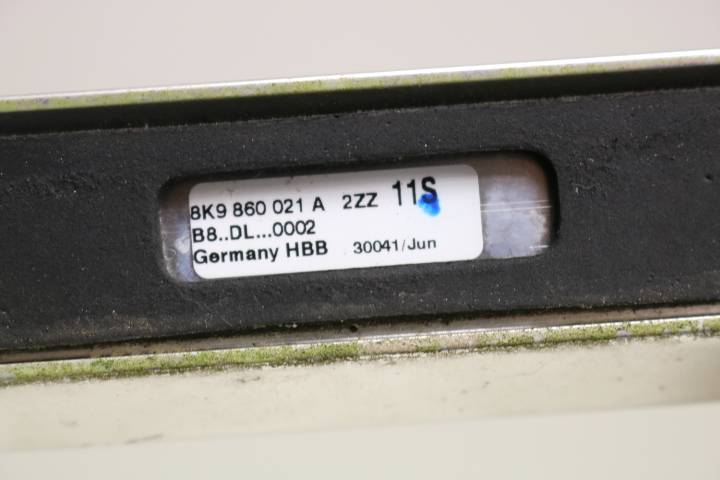 8K9 860 021 A 2ZZ 11S
B8..DL...0002
Germany HBB 30041/Jun